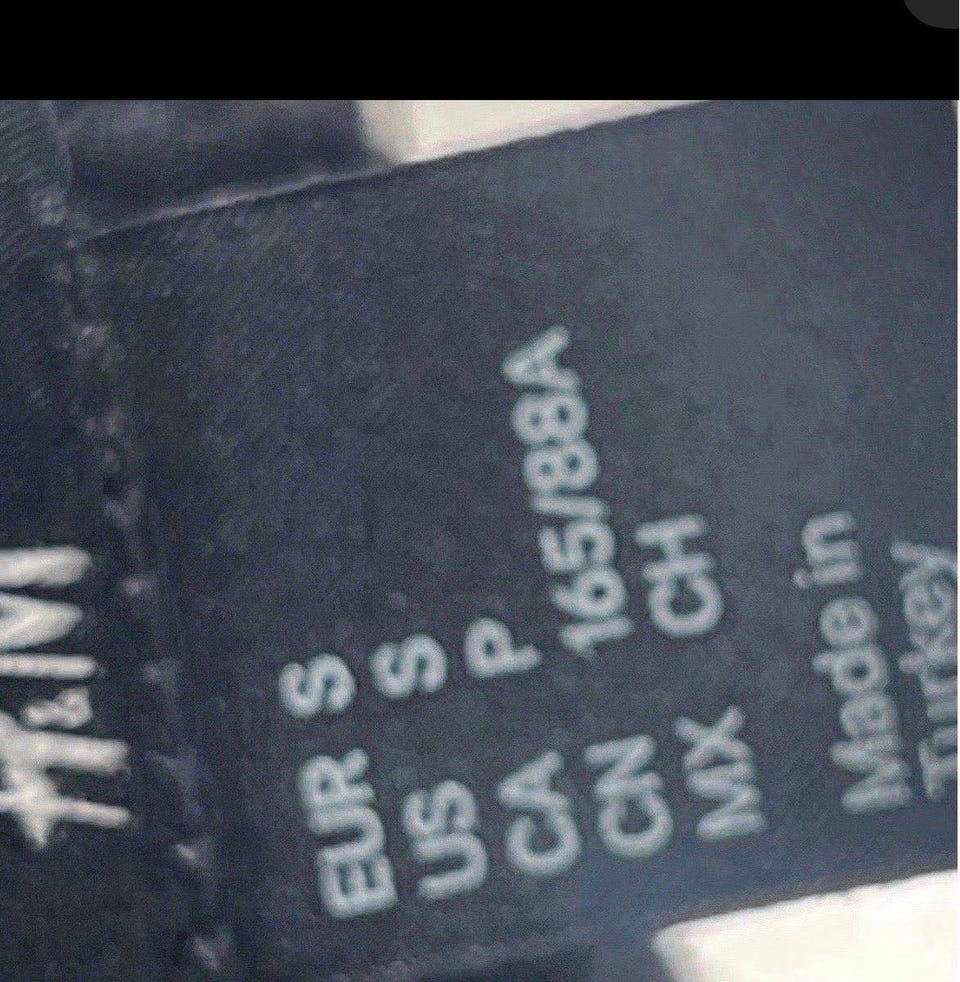 H&M
EUR S
US S
CA P
CN 165/88A
MX CH
Made in
Turkey